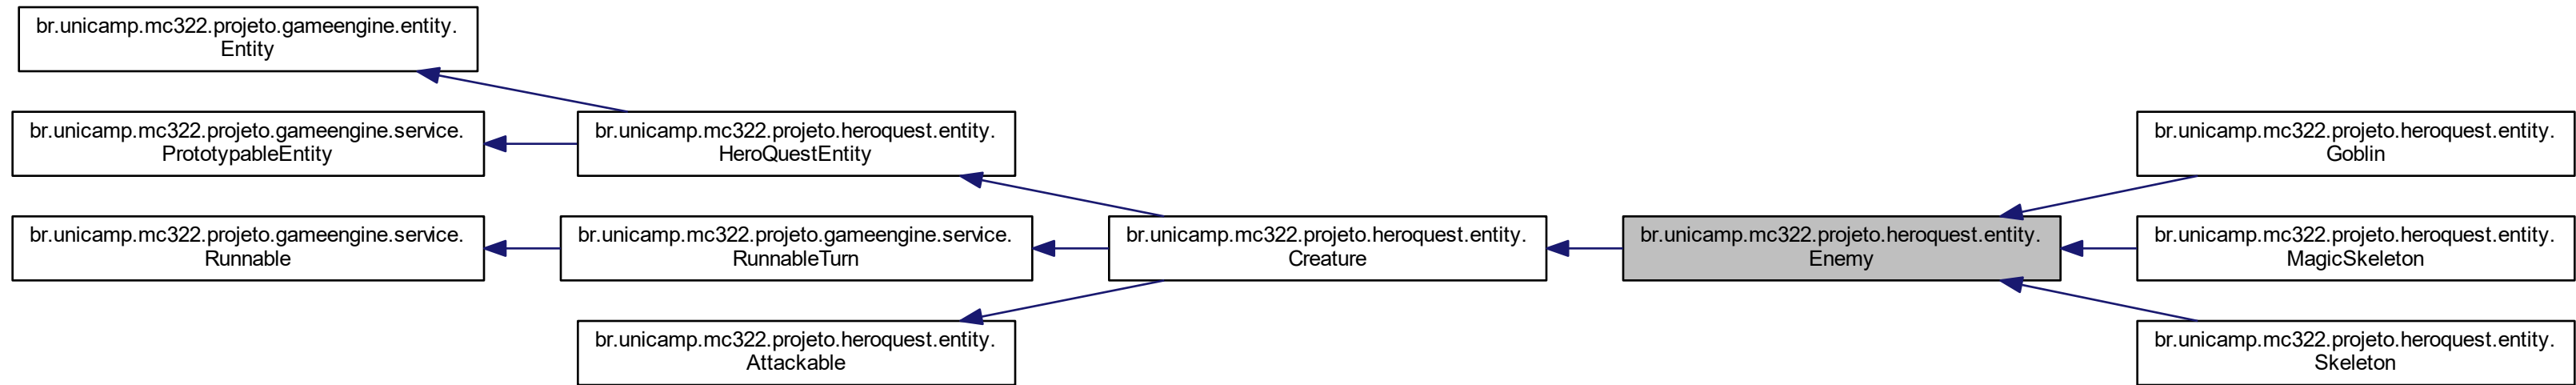 br.unicamp.mc322.projeto.gameengine.entity.
Entity
br.unicamp.mc322.projeto.gameengine.service.
PrototypableEntity
br.unicamp.mc322.projeto.gameengine.service.
Runnable
br.unicamp.mc322.projeto.heroquest.entity.
HeroQuestEntity
br.unicamp.mc322.projeto.gameengine.service.
RunnableTurn
br.unicamp.mc322.projeto.heroquest.entity.
Attackable
br.unicamp.mc322.projeto.heroquest.entity.
Creature
br.unicamp.mc322.projeto.heroquest.entity.
Enemy
br.unicamp.mc322.projeto.heroquest.entity.
Goblin
br.unicamp.mc322.projeto.heroquest.entity.
MagicSkeleton
br.unicamp.mc322.projeto.heroquest.entity.
Skeleton